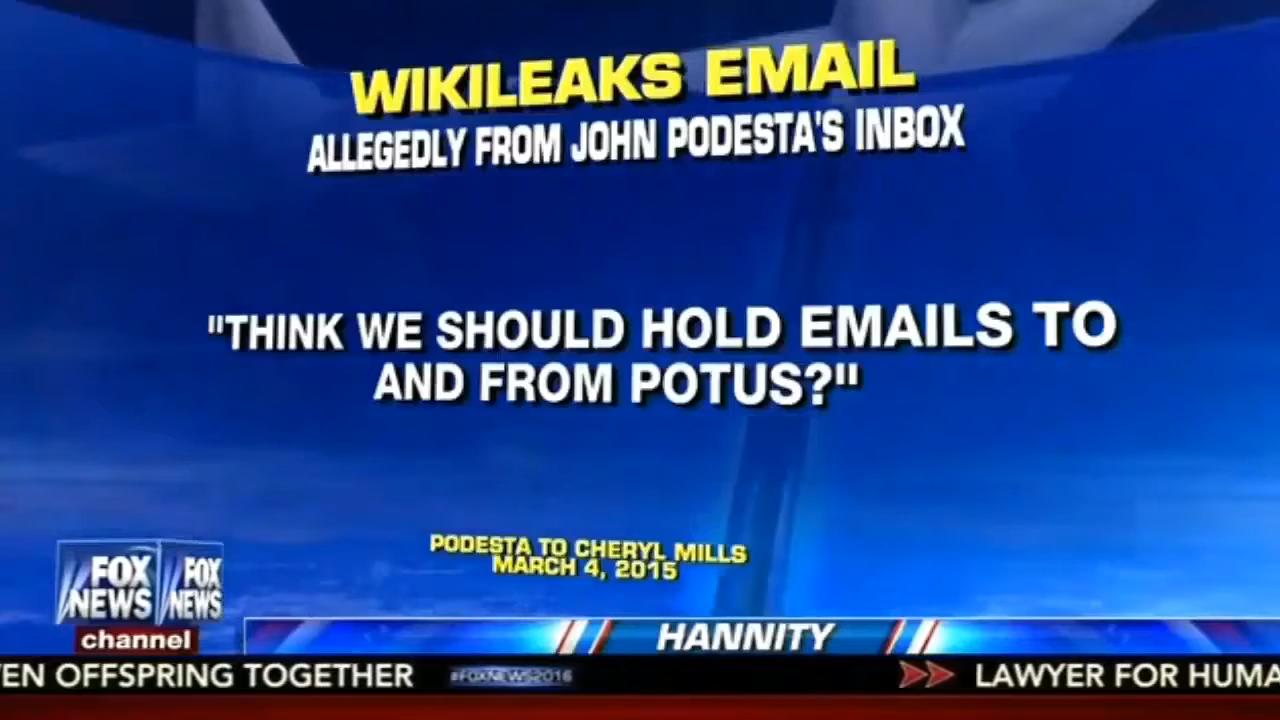 WIKILEAKS EMAIL
ALLEGEDLY FROM JOHN PODESTA'S INBOX
"THINK WE SHOULD HOLD EMAILS TO
AND FROM POTUS?"
PODESTA TO CHERYL MILLS
MARCH 4, 2015
FOX NEWS
FOX NEWS
channel
HANNITY
EN OFFSPRING TOGETHER
#FOXNEWS2016
LAWYER FOR HUMA